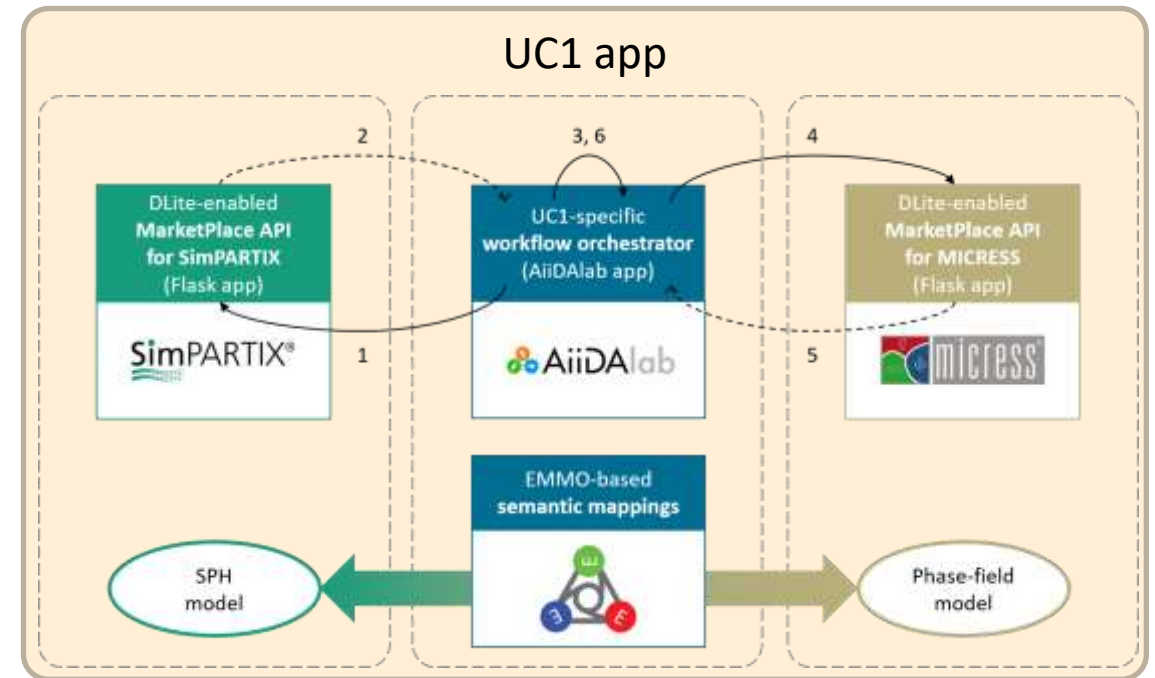 UC1 app
2
3, 6
4
DLite-enabled
MarketPlace API
for SimPARTIX
(Flask app)
UC1-specific
workflow orchestrator
(AiiDAlab app)
DLite-enabled
MarketPlace API
for MICRESS
(Flask app)
SimPARTIX®
1
AiiDAlab
5
micress®
EMMO-based
semantic mappings
E
E
E
SPH
model
Phase-field
model